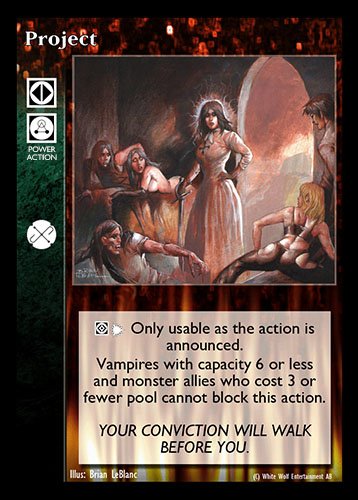 Project
POWER
ACTION
Only usable as the action is
announced.
Vampires with capacity 6 or less
and monster allies who cost 3 or
fewer pool cannot block this action.
YOUR CONVICTION WILL WALK
BEFORE YOU.
Illus: Brian LeBlanc
(C) White Wolf Entertainment AB